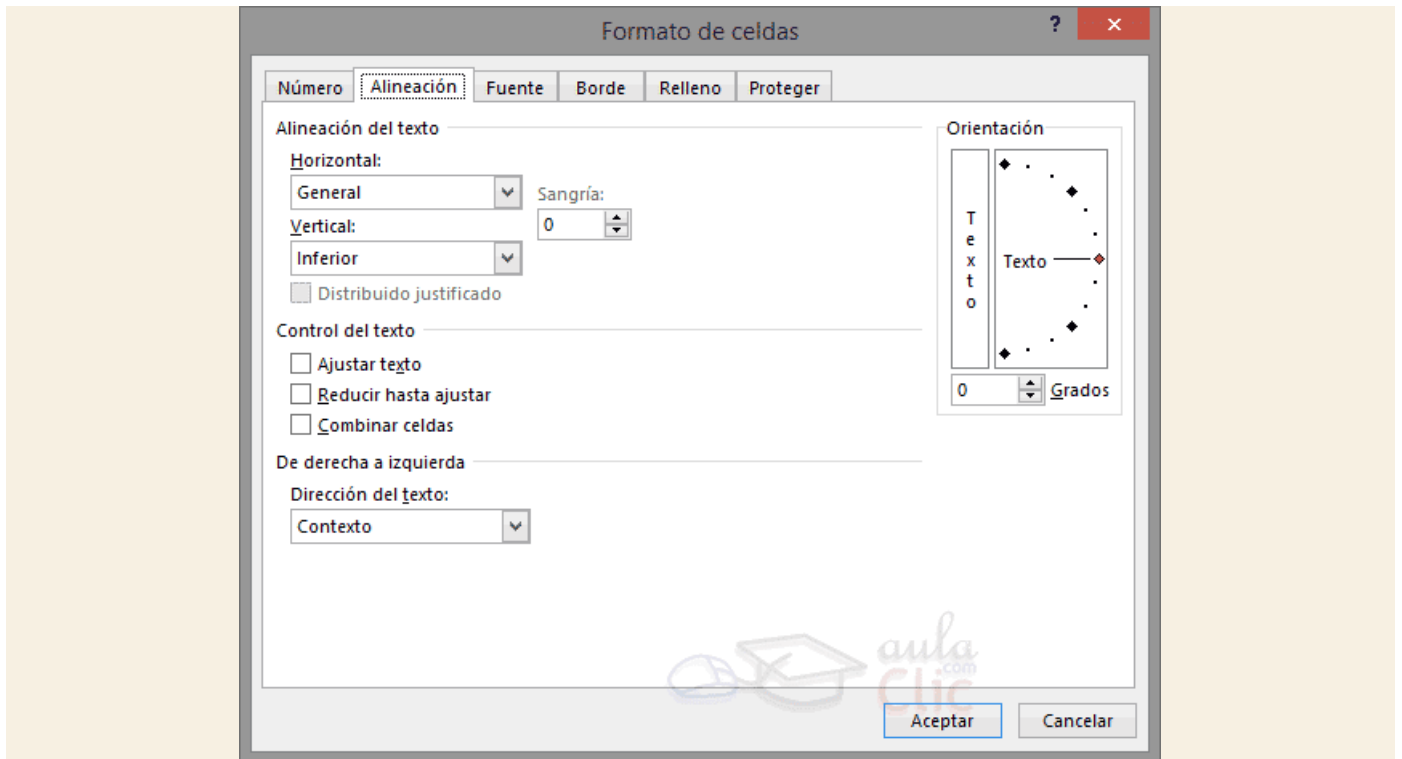 Formato de celdas
?
Número Alineación Fuente Borde Relleno Proteger
Alineación del texto
Horizontal:
General
Sangría:
0
Vertical:
Inferior
Distribuido justificado
Control del texto
Ajustar texto
Reducir hasta ajustar
Combinar celdas
De derecha a izquierda
Dirección del texto:
Contexto
Orientación
Texto
Texto
0 Grados
aula
.com
Clic
Aceptar Cancelar